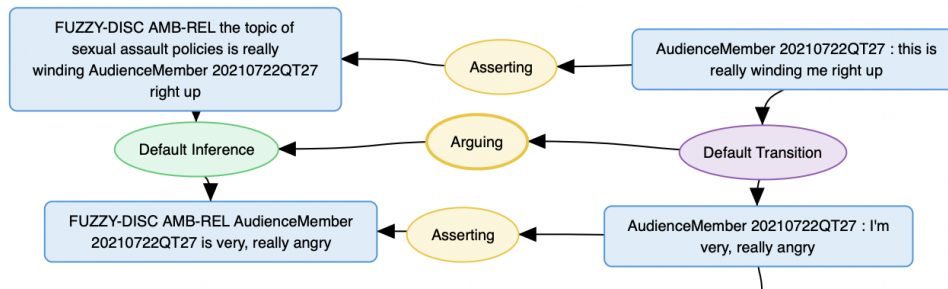 FUZZY-DISC AMB-REL the topic of
sexual assault policies is really
winding AudienceMember 20210722QT27
right up
Asserting
AudienceMember 20210722QT27 : this is
really winding me right up
Default Inference
Arguing
Default Transition
FUZZY-DISC AMB-REL AudienceMember
20210722QT27 is very, really angry
Asserting
AudienceMember 20210722QT27 : I'm
very, really angry